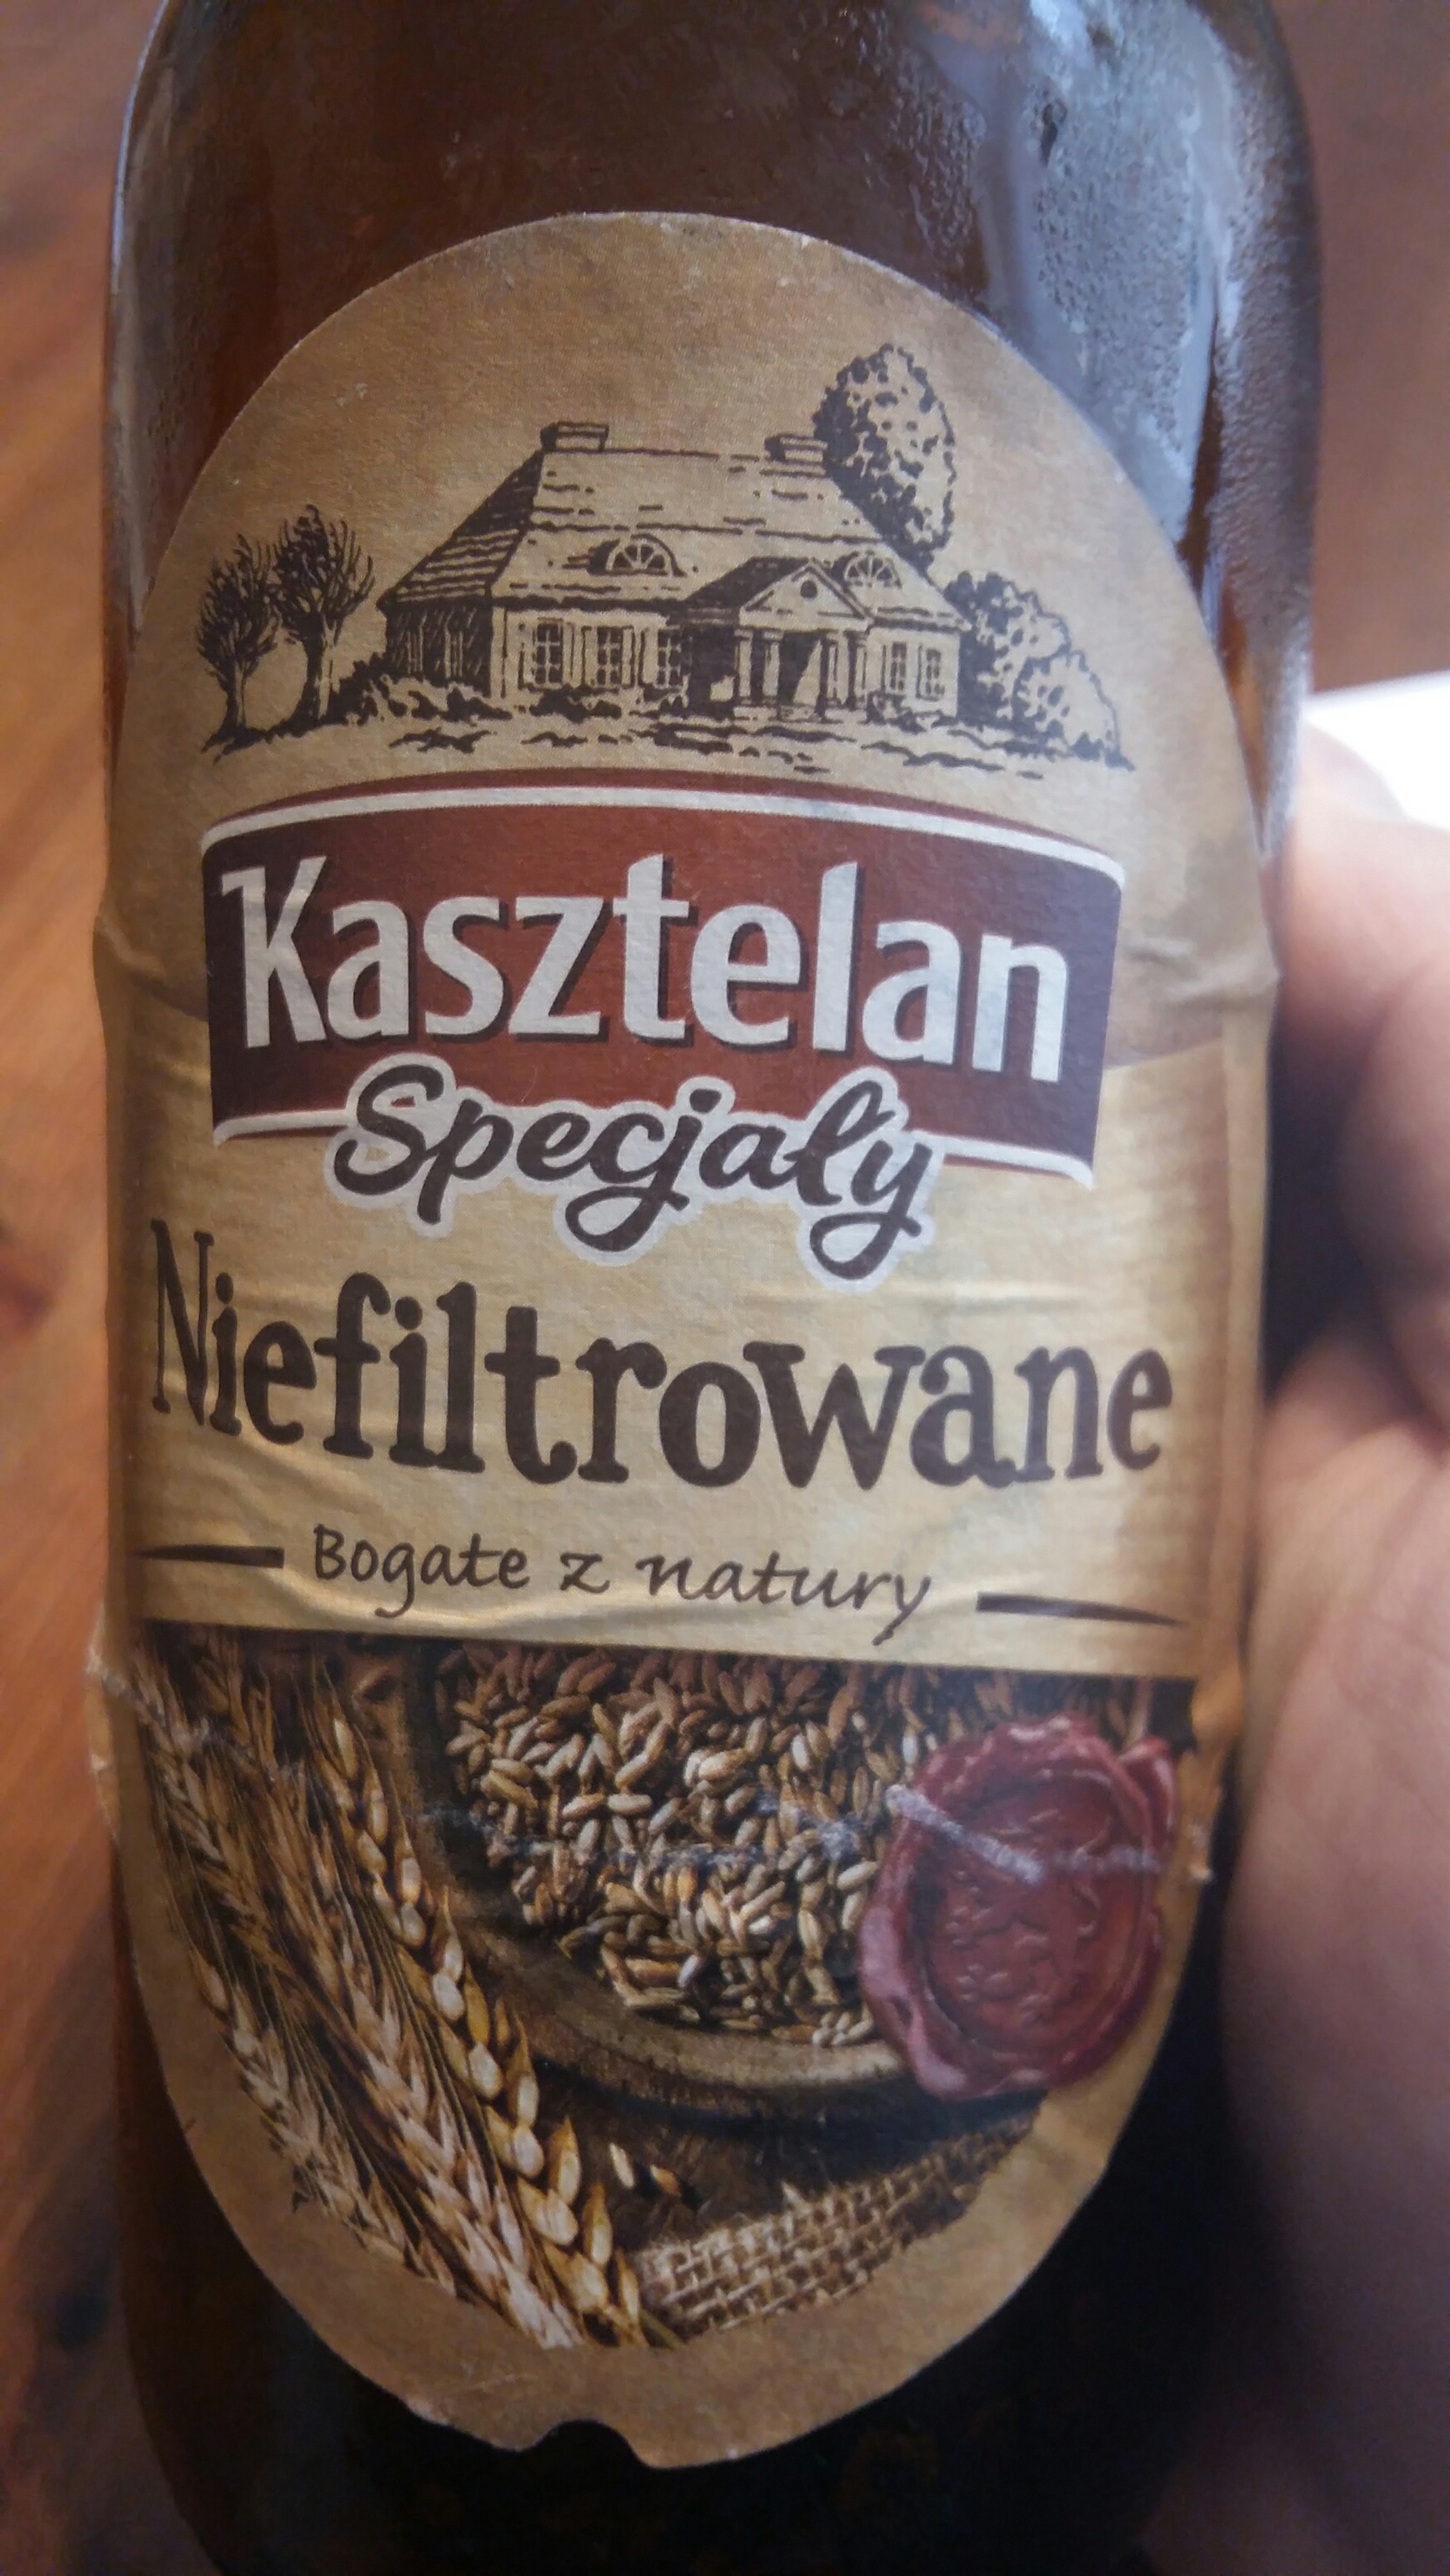 Kasztelan
Specjały
Niefiltrowane
Bogate z natury